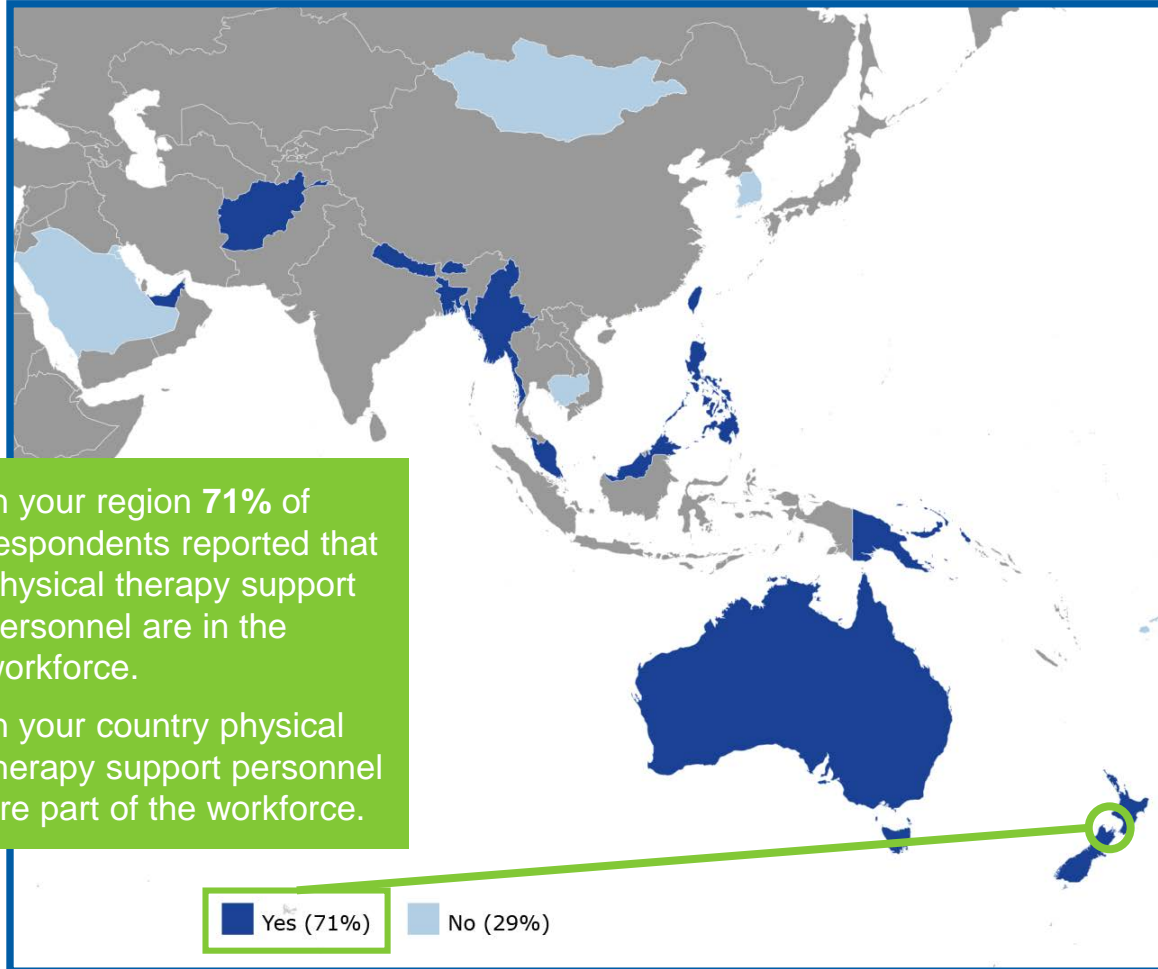 n your region 71% of
espondents reported that
hysical therapy support
ersonnel are in the
vorkforce.
n your country physical
herapy support personnel
re part of the workforce.
Yes (71%)
No (29%)